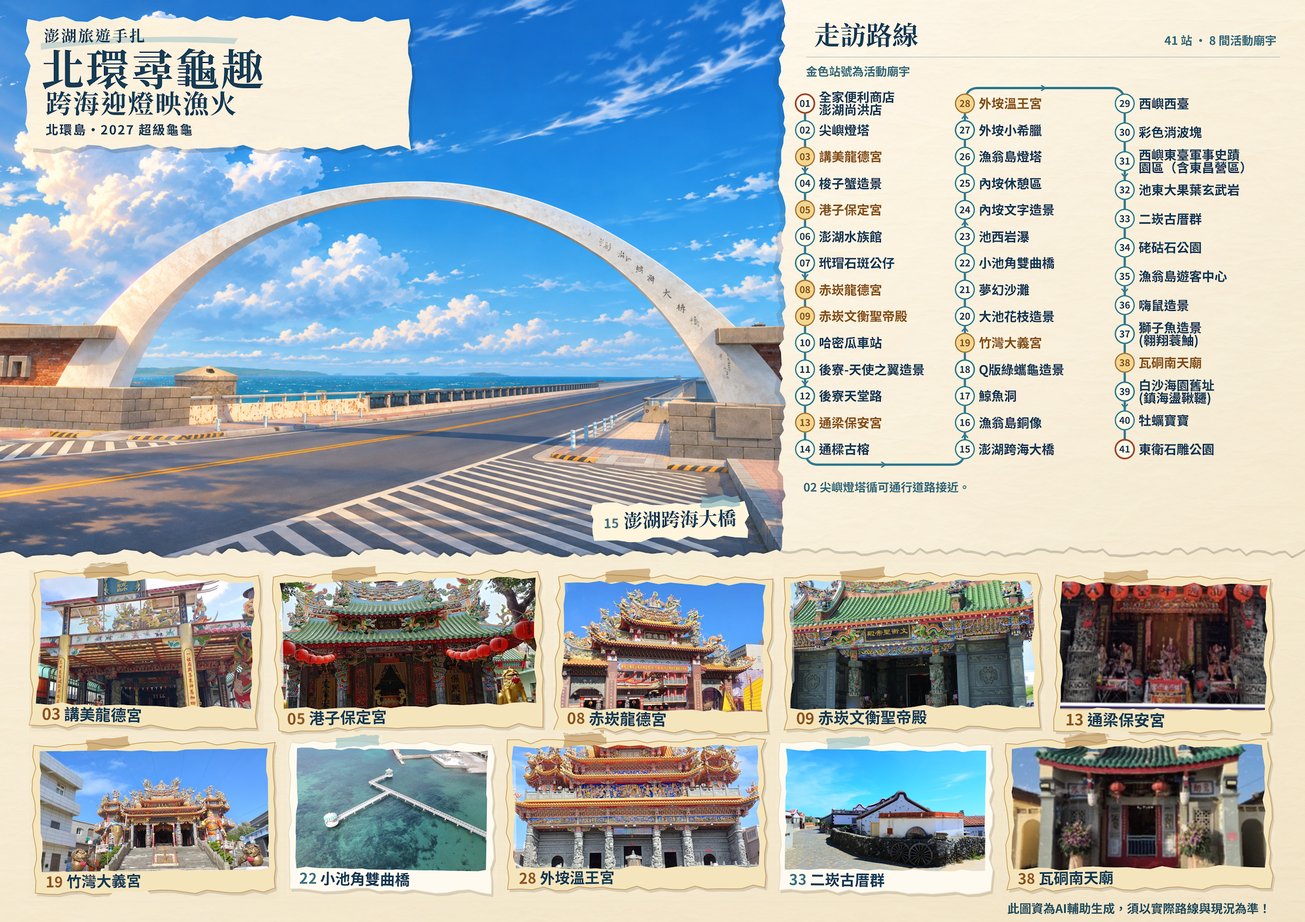 澎湖旅遊手扎
北環尋龜趣
跨海迎燈映漁火
北環島・2027 超級龜龜
15 澎湖跨海大橋
走訪路線
41 站・8 間活動廟宇
金色站號為活動廟宇
01 全家便利商店
澎湖尚洪店
02 尖嶼燈塔
03 講美龍德宮
04 梭子蟹造景
05 港子保定宮
06 澎湖水族館
07 玳瑁石斑公仔
08 赤崁龍德宮
09 赤崁文衡聖帝殿
10 哈密瓜車站
11 後寮-天使之翼造景
12 後寮天堂路
13 通梁保安宮
14 通樑古榕
15 澎湖跨海大橋
16 漁翁島銅像
17 鯨魚洞
18 Q版綠蠵龜造景
19 竹灣大義宮
20 大池花枝造景
21 夢幻沙灘
22 小池角雙曲橋
23 池西岩瀑
24 內垵文字造景
25 內垵休憩區
26 漁翁島燈塔
27 外垵小希臘
28 外垵溫王宮
29 西嶼西臺
30 彩色消波塊
31 西嶼東臺軍事史蹟
園區（含東昌營區）
32 池東大果葉玄武岩
33 二崁古厝群
34 硓𥑮石公園
35 漁翁島遊客中心
36 嗨鼠造景
37 獅子魚造景
(翱翔蓑鮋)
38 瓦硐南天廟
39 白沙海園舊址
(鎮海盪鞦韆)
40 牡蠣寶寶
41 東衛石雕公園
02 尖嶼燈塔循可通行道路接近。
03 講美龍德宮
05 港子保定宮
08 赤崁龍德宮
09 赤崁文衡聖帝殿
13 通梁保安宮
19 竹灣大義宮
22 小池角雙曲橋
28 外垵溫王宮
33 二崁古厝群
38 瓦硐南天廟
此圖資為AI輔助生成，須以實際路線與現況為準！